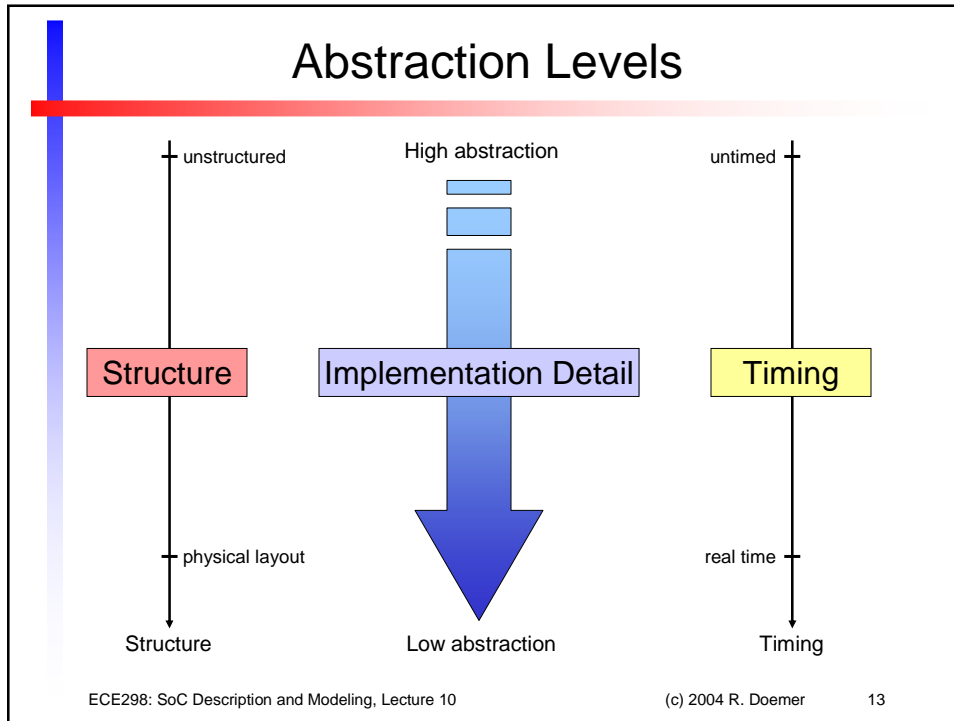 Abstraction Levels
unstructured
High abstraction
untimed
Structure
Implementation Detail
Timing
physical layout
real time
Structure
Low abstraction
Timing
ECE298: SoC Description and Modeling, Lecture 10
(c) 2004 R. Doemer
13